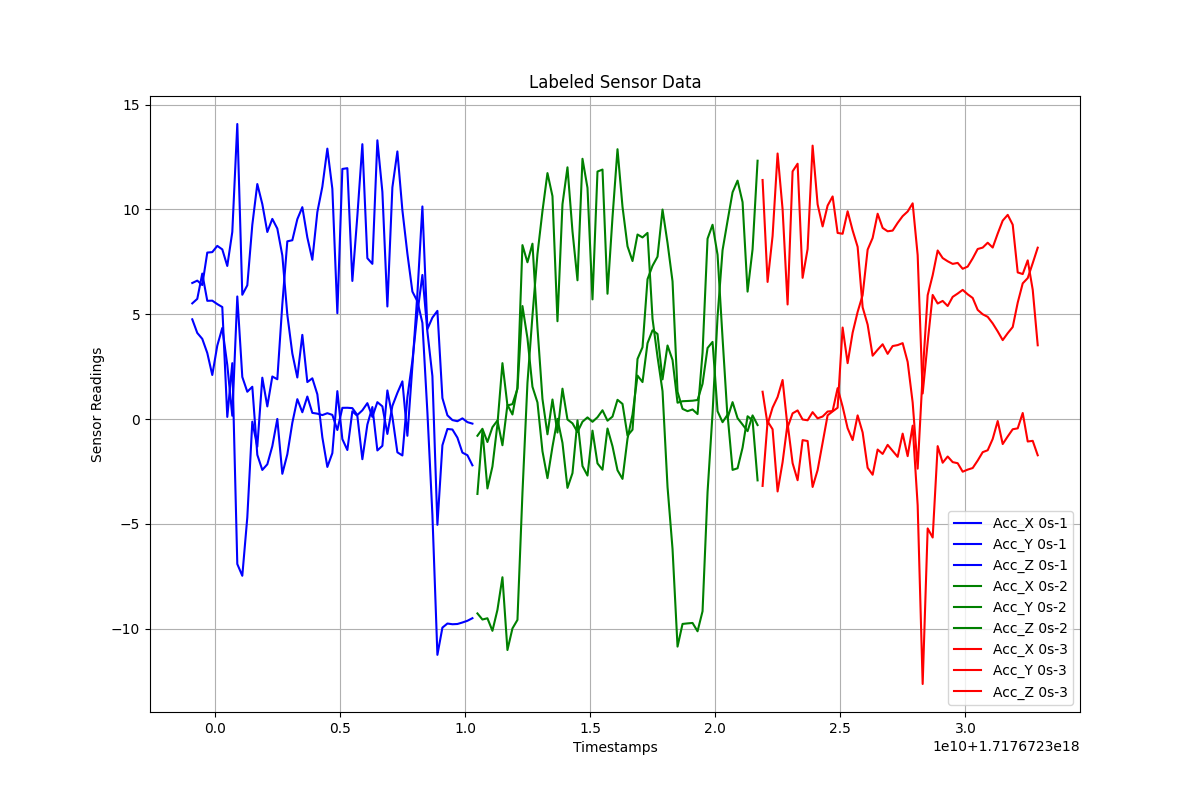 Labeled Sensor Data
15
10
5
0
−5
−10
Sensor Readings
0.0 0.5 1.0 1.5 2.0 2.5 3.0
Timestamps
1e10+1.7176723e18
Acc_X 0s-1
Acc_Y 0s-1
Acc_Z 0s-1
Acc_X 0s-2
Acc_Y 0s-2
Acc_Z 0s-2
Acc_X 0s-3
Acc_Y 0s-3
Acc_Z 0s-3